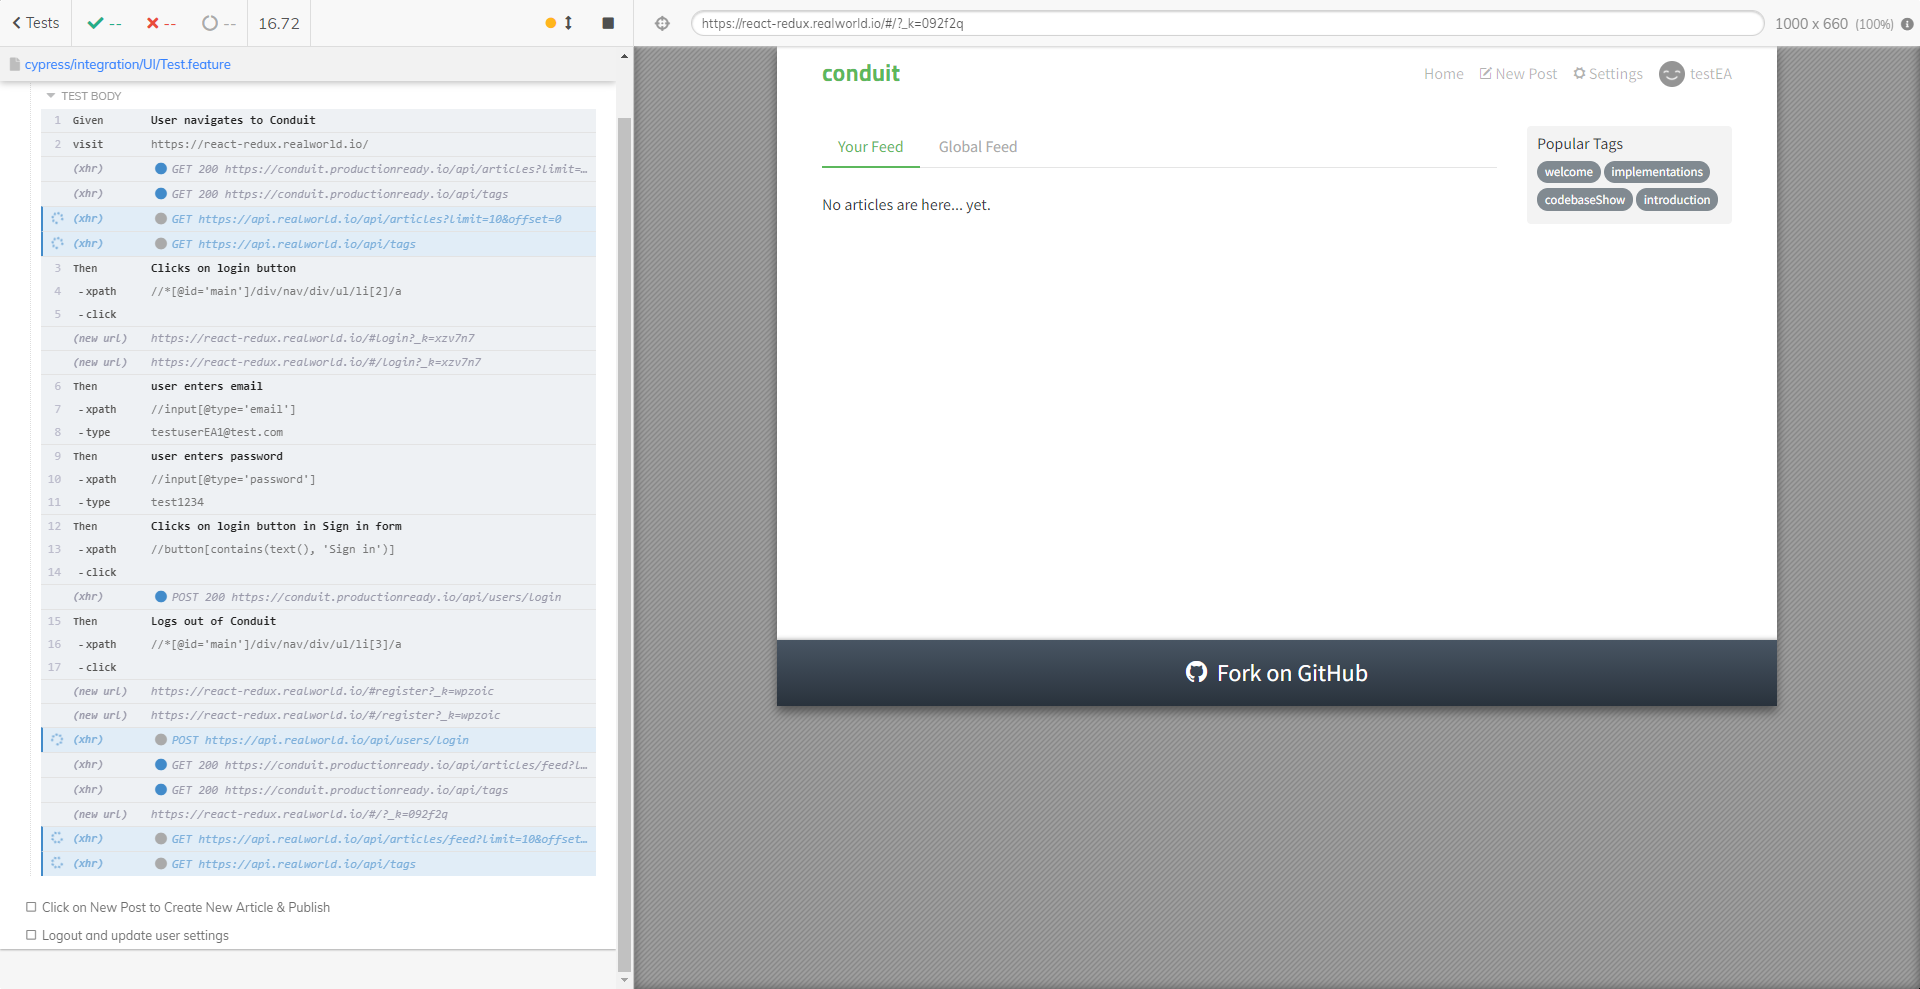 Tests
--
--
--
16.72
cypress/integration/UI/Test.feature
TEST BODY
1 Given User navigates to Conduit
2 visit https://react-redux.realworld.io/
(xhr) GET 200 https://conduit.productionready.io/api/articles?limit=…
(xhr) GET 200 https://conduit.productionready.io/api/tags
(xhr) GET https://api.realworld.io/api/articles?limit=10&offset=0
(xhr) GET https://api.realworld.io/api/tags
3 Then Clicks on login button
4 -xpath //*[@id='main']/div/nav/div/ul/li[2]/a
5 -click
(new url) https://react-redux.realworld.io/#login?_k=xzv7n7
(new url) https://react-redux.realworld.io/#/login?_k=xzv7n7
6 Then user enters email
7 -xpath //input[@type='email']
8 -type testuserEA1@test.com
9 Then user enters password
10 -xpath //input[@type='password']
11 -type test1234
12 Then Clicks on login button in Sign in form
13 -xpath //button[contains(text(), 'Sign in')]
14 -click
(xhr) POST 200 https://conduit.productionready.io/api/users/login
15 Then Logs out of Conduit
16 -xpath //*[@id='main']/div/nav/div/ul/li[3]/a
17 -click
(new url) https://react-redux.realworld.io/#register?_k=wpzoic
(new url) https://react-redux.realworld.io/#/register?_k=wpzoic
(xhr) POST https://api.realworld.io/api/users/login
(xhr) GET 200 https://conduit.productionready.io/api/articles/feed?l…
(xhr) GET 200 https://conduit.productionready.io/api/tags
(new url) https://react-redux.realworld.io/#/?_k=092f2q
(xhr) GET https://api.realworld.io/api/articles/feed?limit=10&offset…
(xhr) GET https://api.realworld.io/api/tags
Click on New Post to Create New Article & Publish
Logout and update user settings
https://react-redux.realworld.io/#/?_k=092f2q
1000 x 660 (100%)
conduit
Home New Post Settings testEA
Your Feed Global Feed
No articles are here... yet.
Popular Tags
welcome implementations
codebaseShow introduction
Fork on GitHub